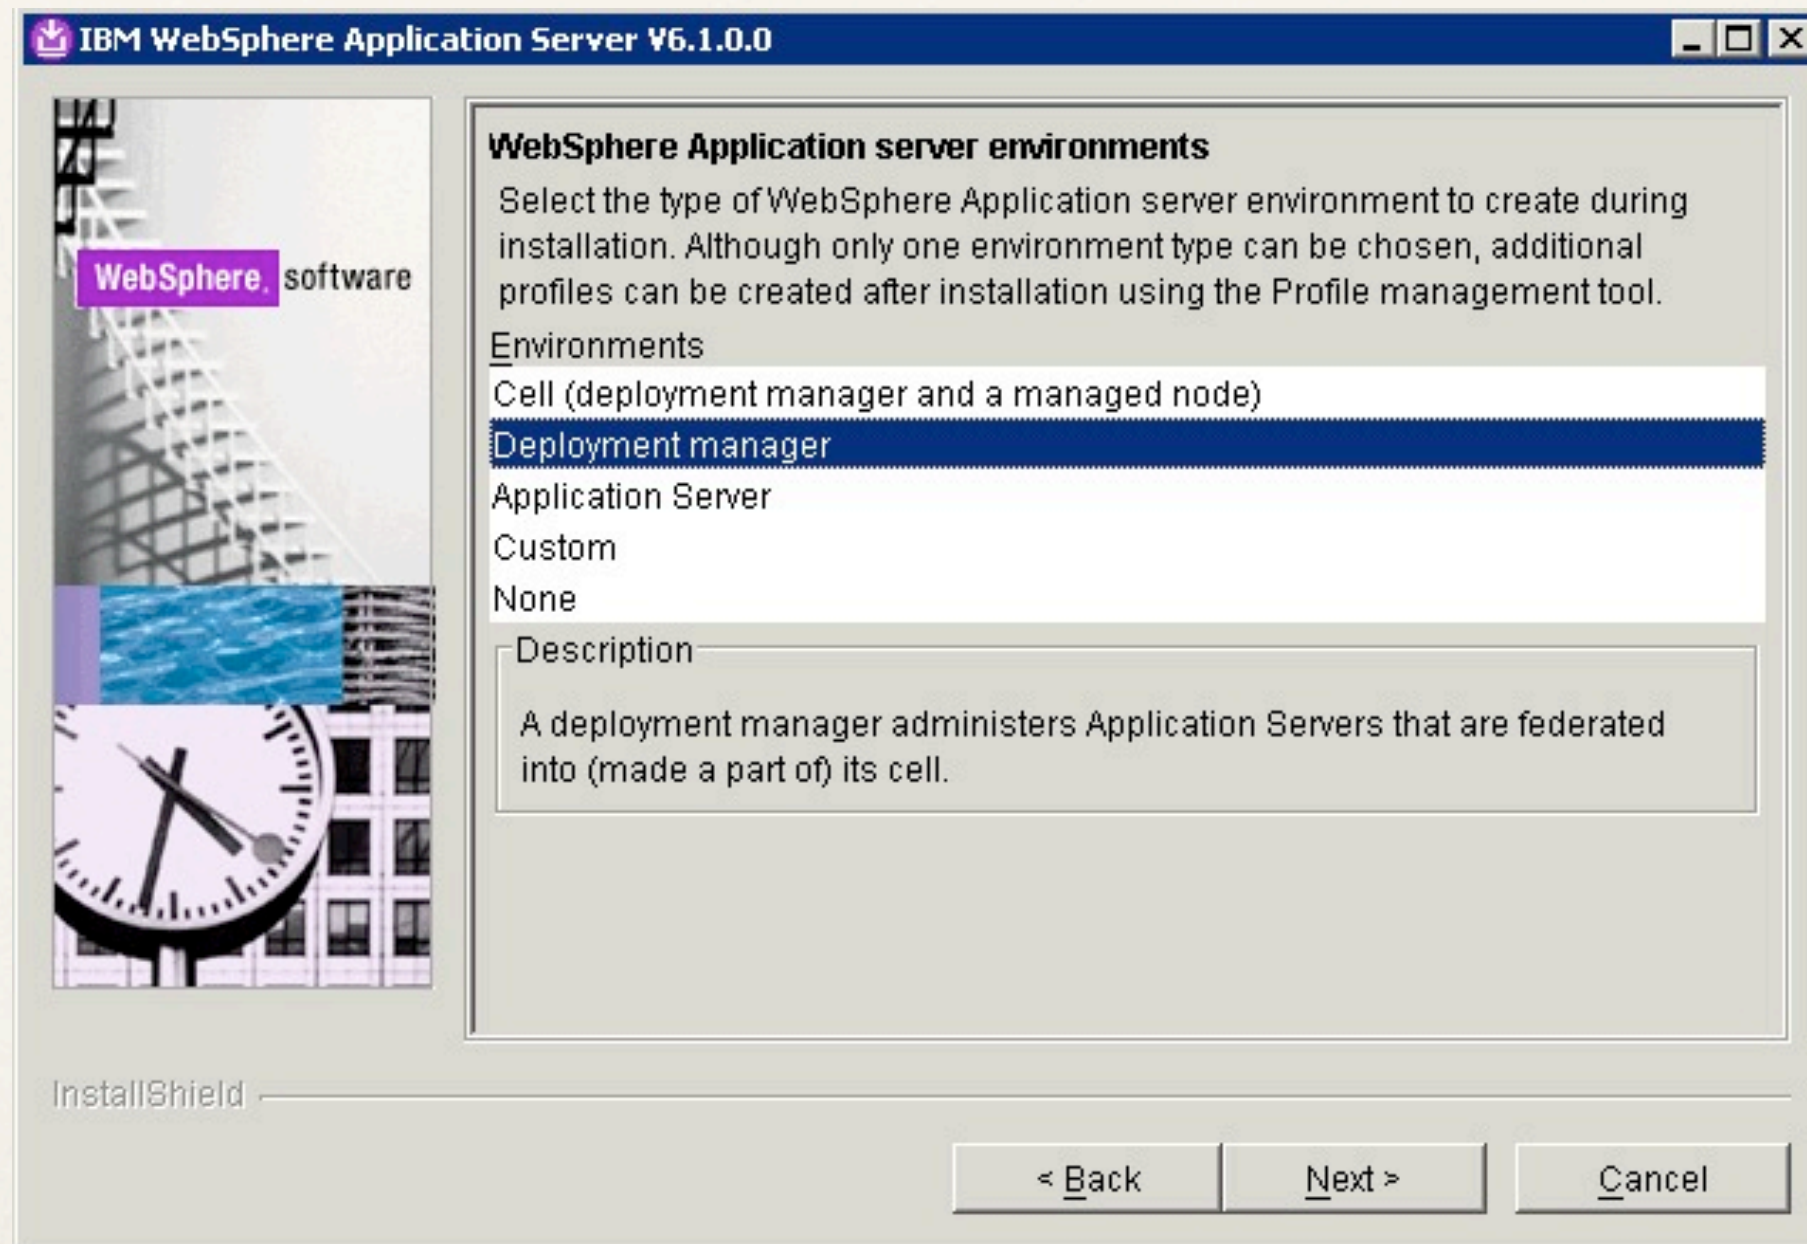 IBM WebSphere Application Server V6.1.0.0
WebSphere. software
WebSphere Application server environments
Select the type of WebSphere Application server environment to create during
installation. Although only one environment type can be chosen, additional
profiles can be created after installation using the Profile management tool.
Environments
Cell (deployment manager and a managed node)
Deployment manager
Application Server
Custom
None
Description
A deployment manager administers Application Servers that are federated
into (made a part of) its cell.
InstallShield
< Back
Next >
Cancel